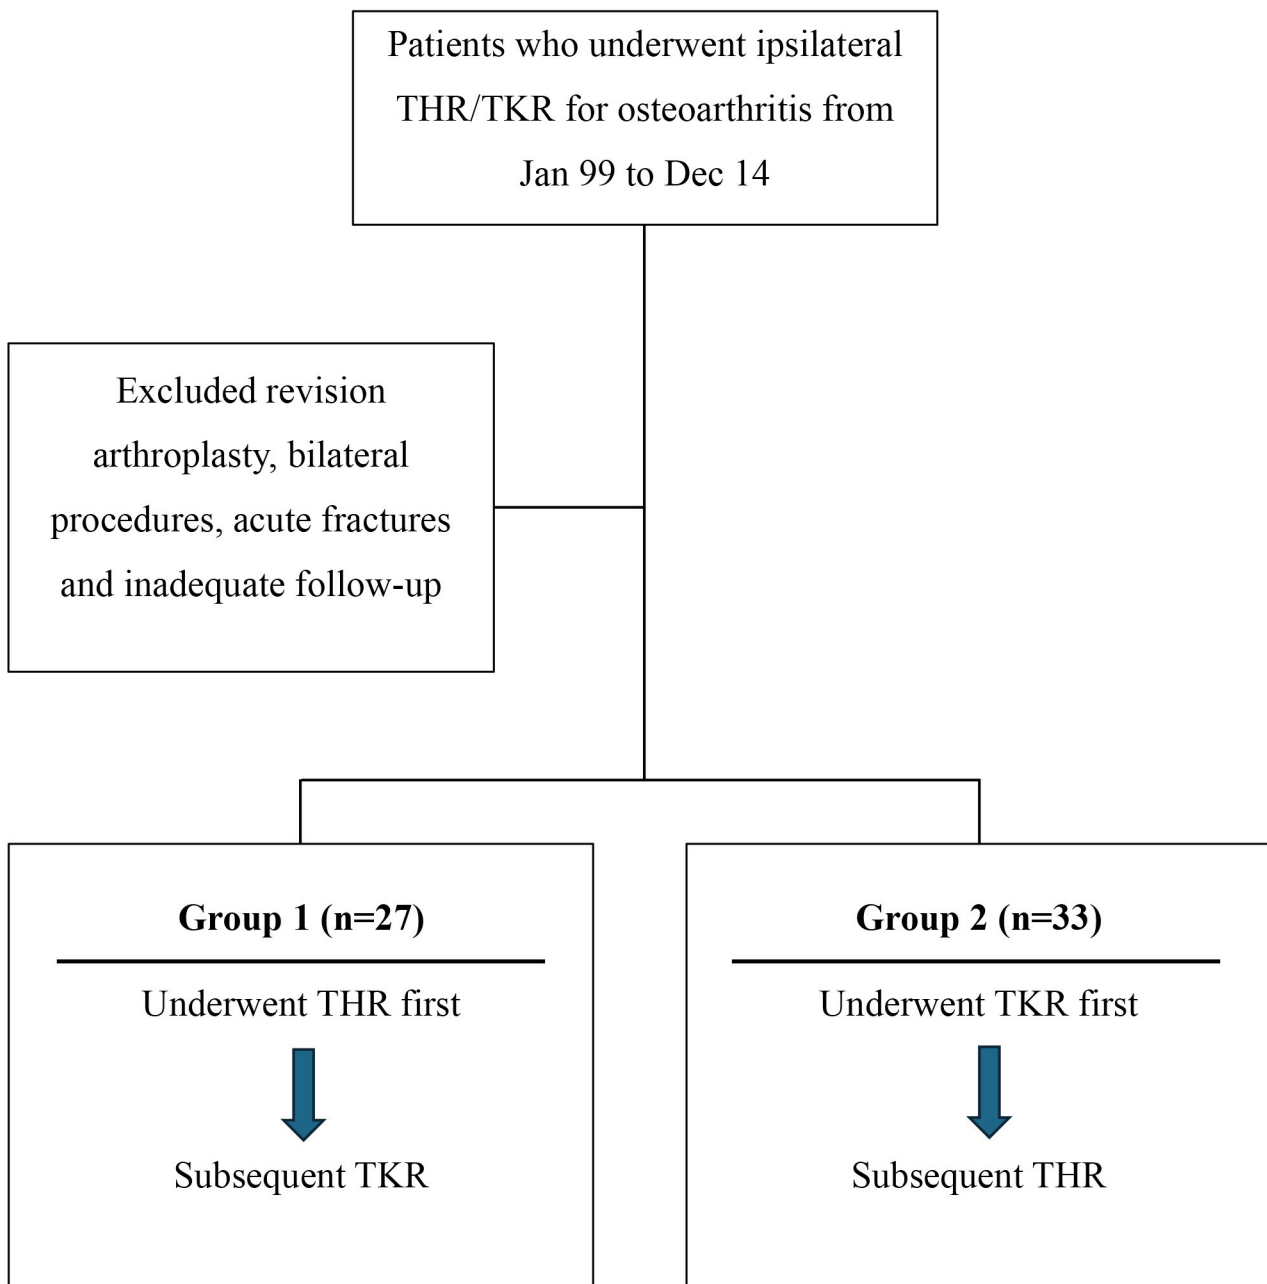 Patients who underwent ipsilateral
THR/TKR for osteoarthritis from
Jan 99 to Dec 14
Excluded revision
arthroplasty, bilateral
procedures, acute fractures
and inadequate follow-up
Group 1 (n=27)
Underwent THR first
Subsequent TKR
Group 2 (n=33)
Underwent TKR first
Subsequent THR